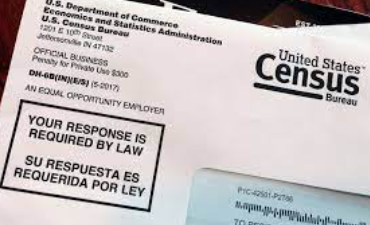 U.S. Department of Commerce
Economics and Statistics Administration
U.S. Census Bureau
1201 E 10th Street
Jeffersonville IN 47132
OFFICIAL BUSINESS
Penalty for Private Use $300
DH-6B(IN)(E/S) (5-2017)
AN EQUAL OPPORTUNITY EMPLOYER
United States
Census
Bureau
YOUR RESPONSE IS
REQUIRED BY LAW
SU RESPUESTA ES
REQUERIDA POR LEY